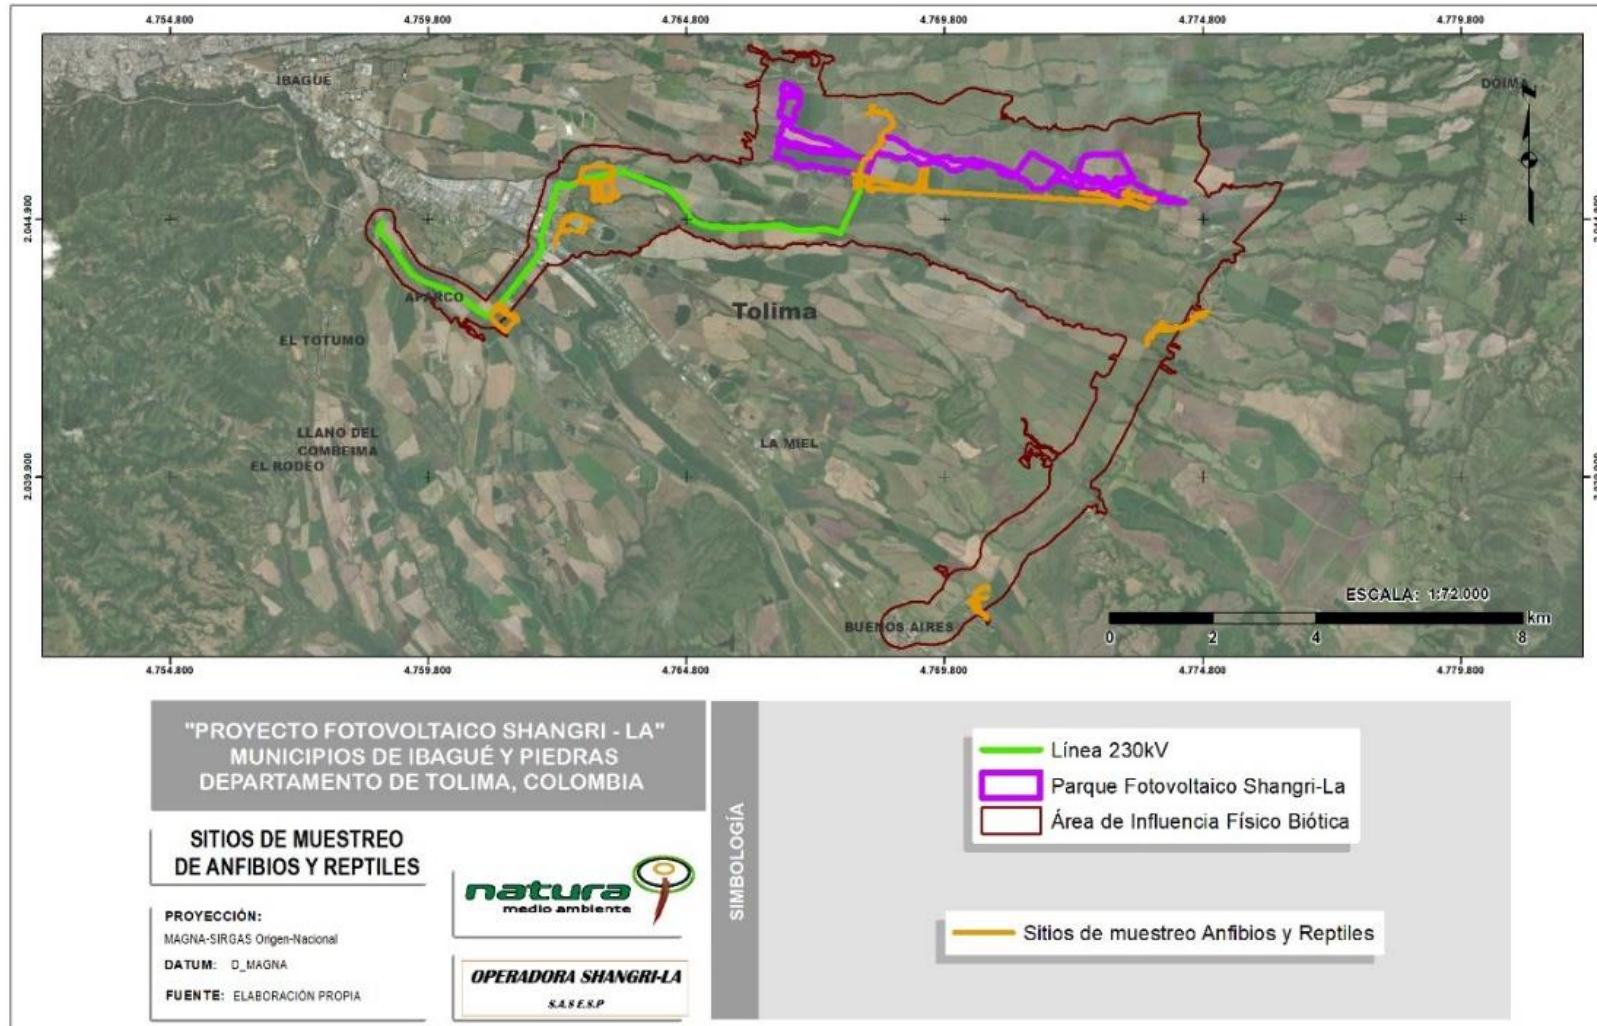 4.754.800 4.759.800 4.764.800 4.769.800 4.774.800 4.779.800
IBAGUÉ
DOIMA
2.044.900
APARCO
Tolima
EL TOTUMO
LLANO DEL
COMBEIMA
EL RODEO
LA MIEL
2.039.900
BUENOS AIRES
ESCALA: 1:72.000
km
0 2 4 6 8
4.754.800 4.759.800 4.764.800 4.769.800 4.774.800 4.779.800
"PROYECTO FOTOVOLTAICO SHANGRI - LA"
MUNICIPIOS DE IBAGUÉ Y PIEDRAS
DEPARTAMENTO DE TOLIMA, COLOMBIA
SITIOS DE MUESTREO
DE ANFIBIOS Y REPTILES
PROYECCIÓN:
MAGNA-SIRGAS Origen-Nacional
DATUM: D_MAGNA
FUENTE: ELABORACIÓN PROPIA
natura
medio ambiente
OPERADORA SHANGRI-LA
S.A.S E.S.P
SIMBOLOGÍA
Línea 230kV
Parque Fotovoltaico Shangri-La
Área de Influencia Físico Biótica
Sitios de muestreo Anfibios y Reptiles